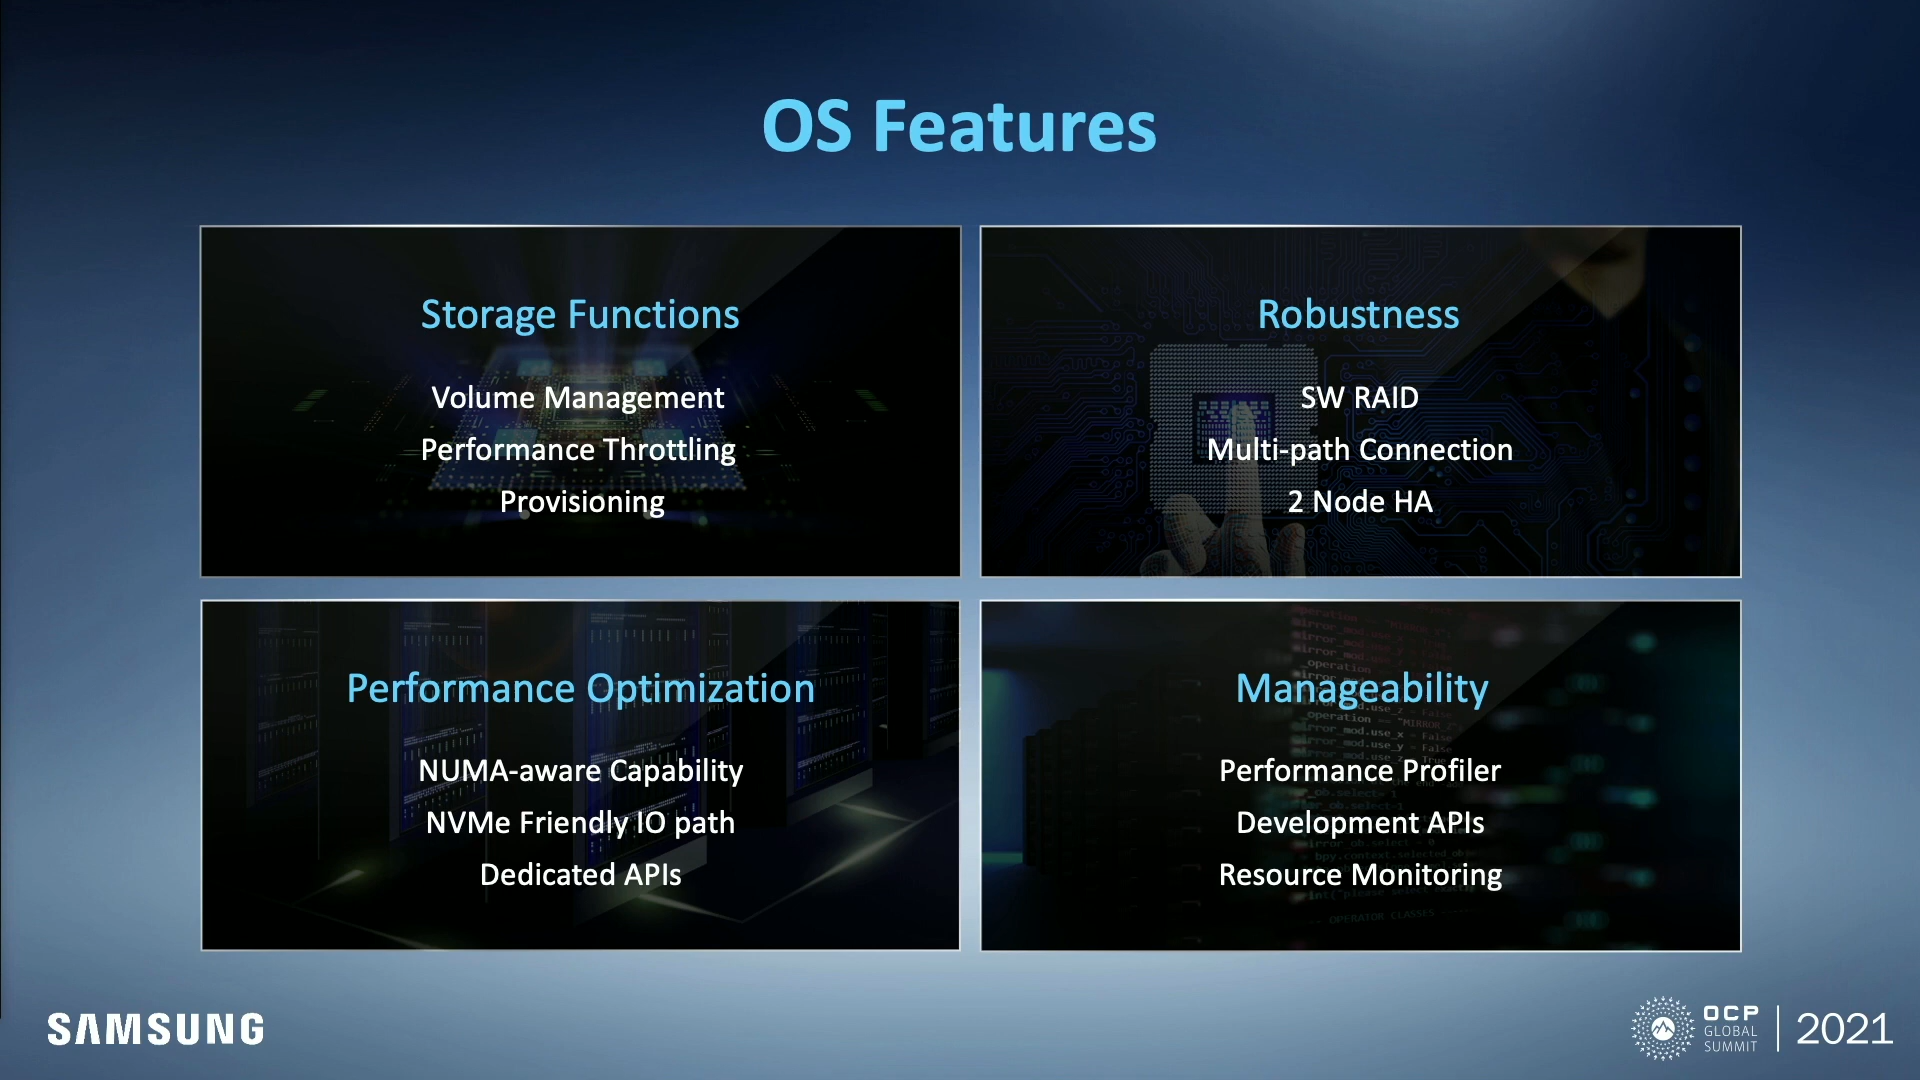 OS Features
Storage Functions
Volume Management
Performance Throttling
Provisioning
Robustness
SW RAID
Multi-path Connection
2 Node HA
Performance Optimization
NUMA-aware Capability
NVMe Friendly IO path
Dedicated APIs
Manageability
Performance Profiler
Development APIs
Resource Monitoring
SAMSUNG
OCP
GLOBAL
SUMMIT
2021